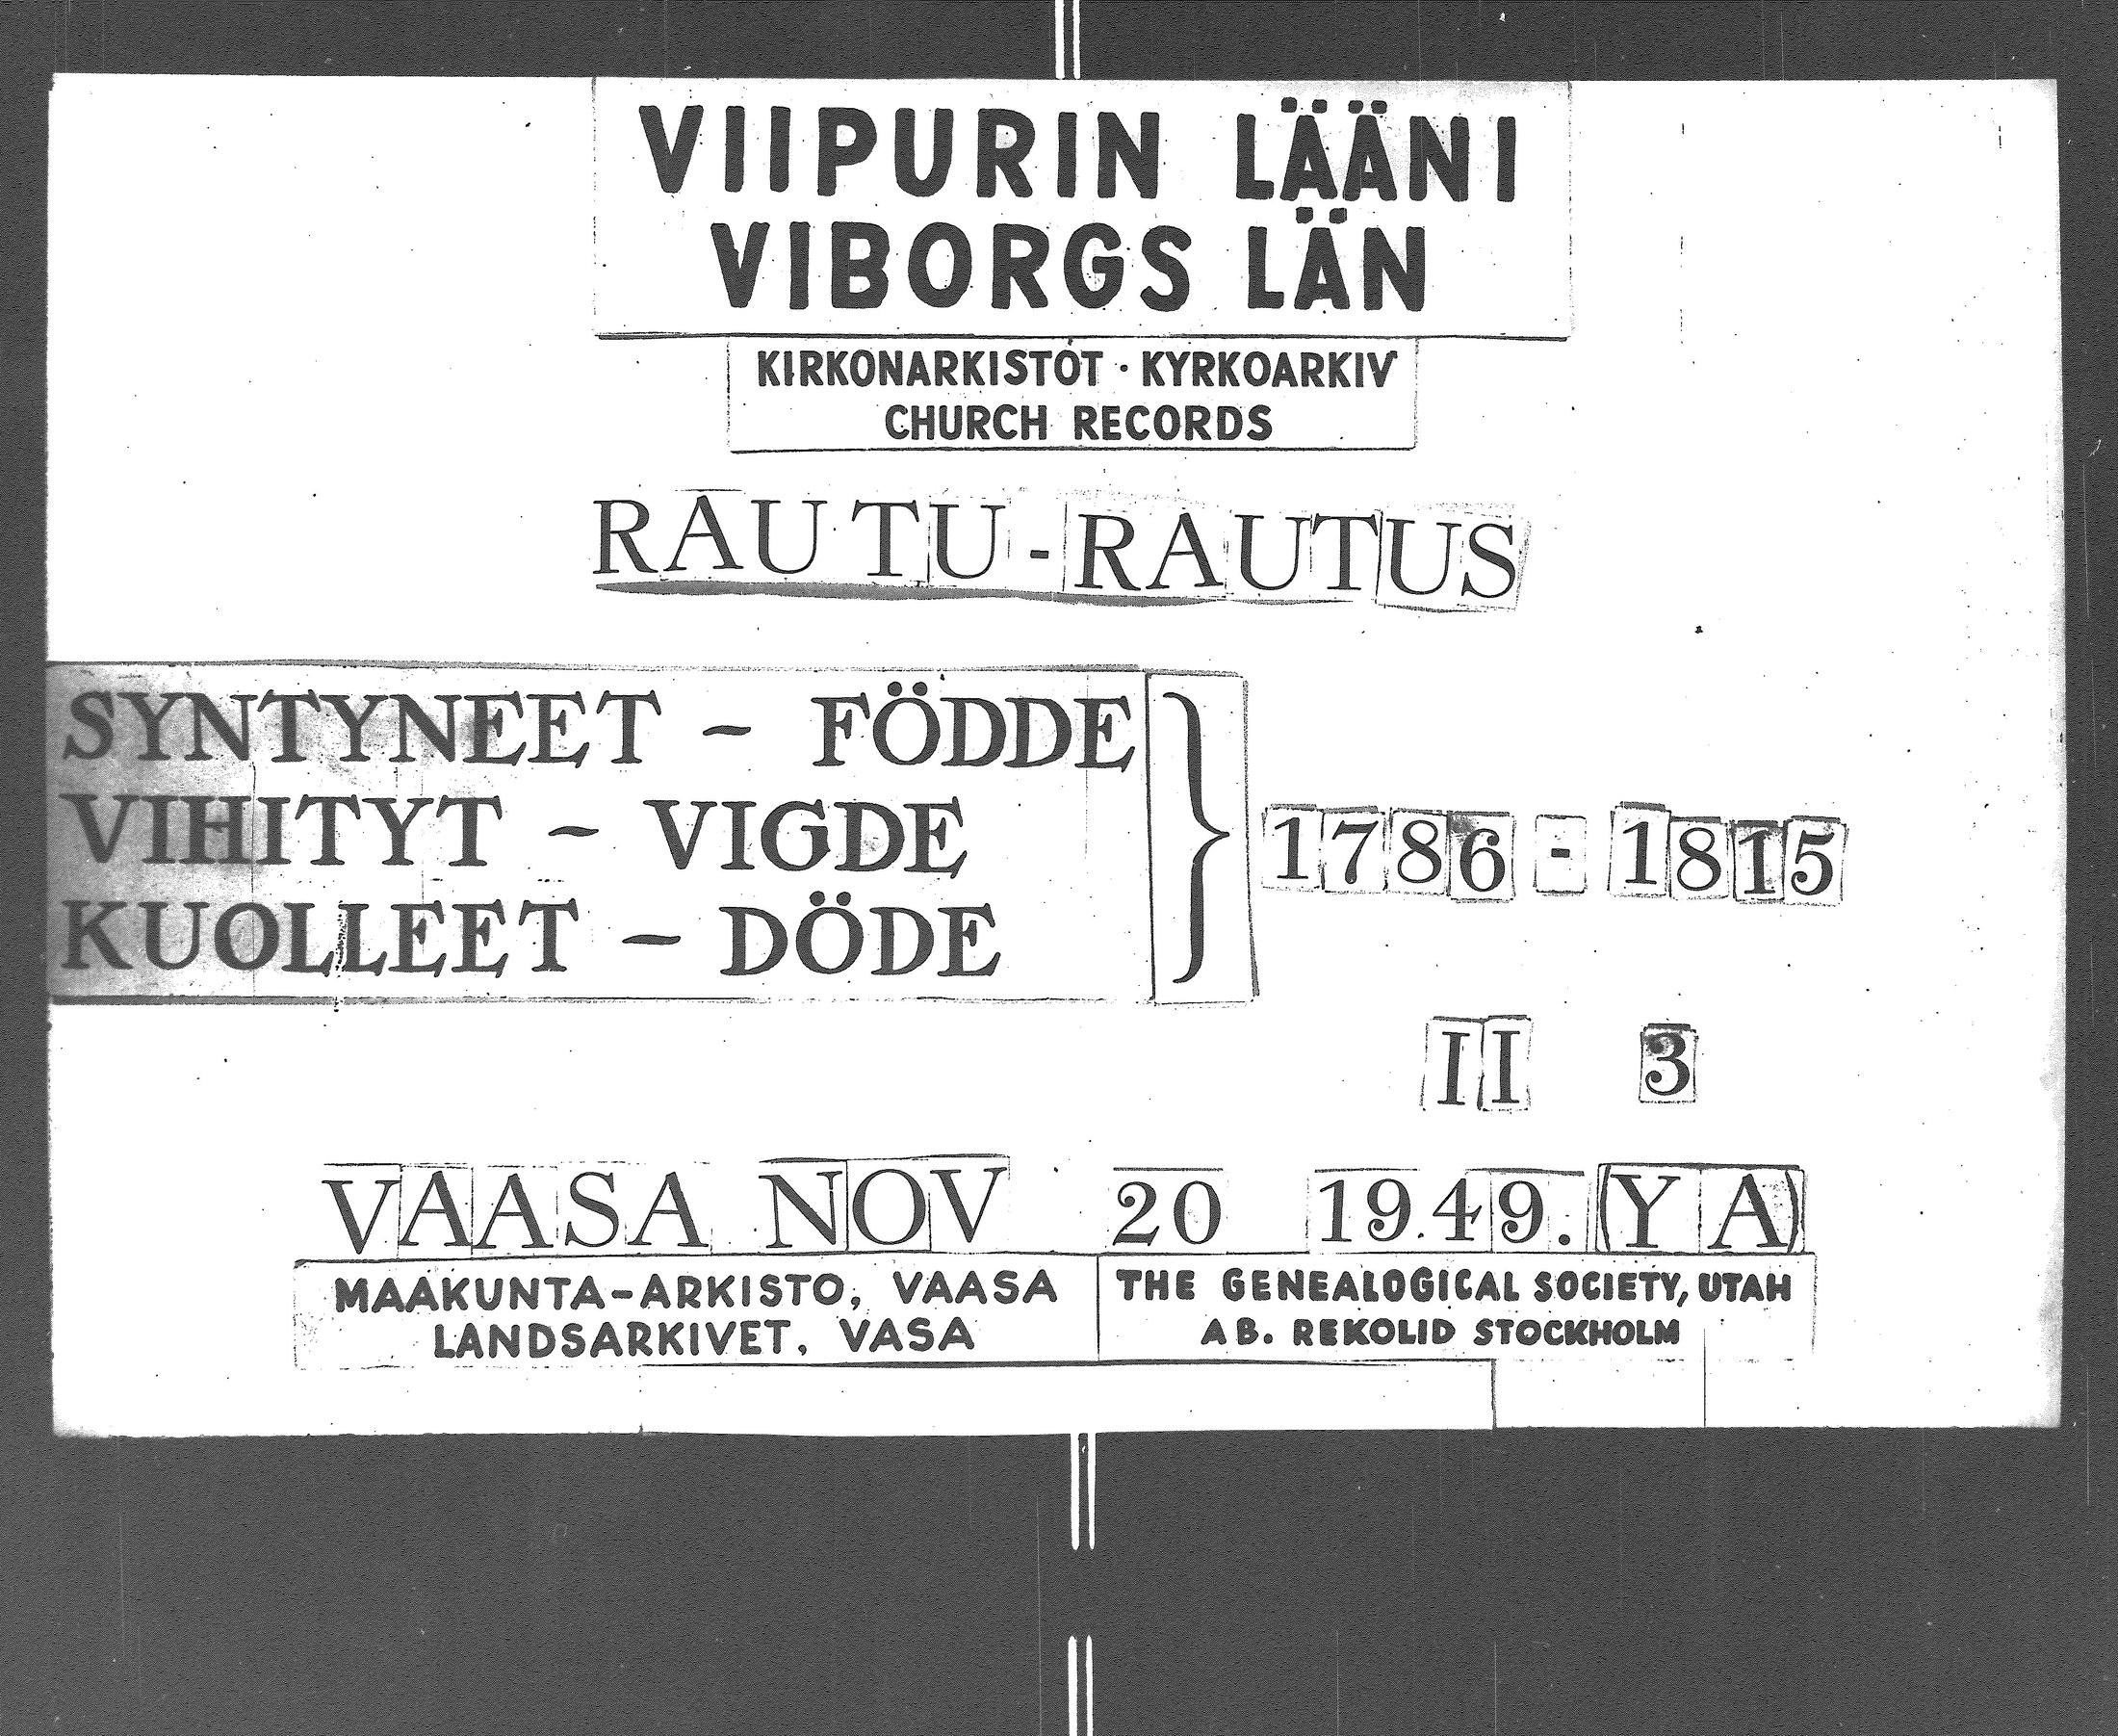 VIIPURIN LÄÄNI
VIBORGS LÄN
KIRKONARKISTOT · KYRKOARKIV
CHURCH RECORDS
RAUTU - RAUTUS
SYNTYNEET - FÖDDE
VIHITYT - VIGDE
KUOLLEET - DÖDE
} 1786 - 1815
II 3
VAASA NOV 20 1949. (YA)
MAAKUNTA-ARKISTO, VAASA
LANDSARKIVET, VASA
THE GENEALOGICAL SOCIETY, UTAH
AB. REKOLID STOCKHOLM